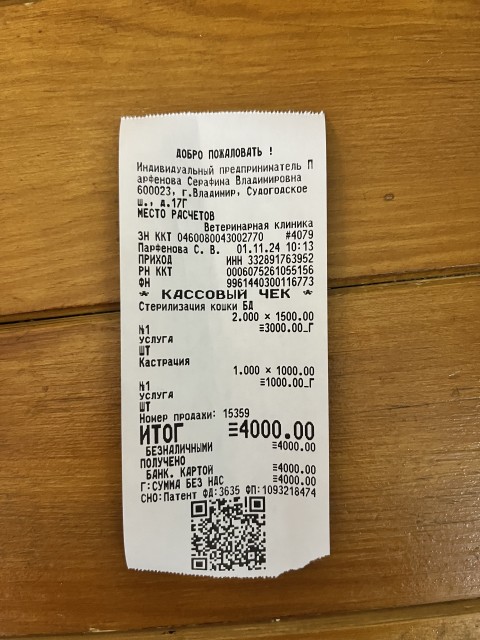 ДОБРО ПОЖАЛОВАТЬ !
Индивидуальный предприниматель П
арфенова Серафина Владимировна
600023, г.Владимир, Судогодское
ш., д.17Г
МЕСТО РАСЧЕТОВ
Ветеринарная клиника
ЗН ККТ 0460080043002770 #4079
Парфенова С. В. 01.11.24 10:13
ПРИХОД ИНН 332891763952
РН ККТ 0006075261055156
ФН 9961440300116773
* КАССОВЫЙ ЧЕК *
Стерилизация кошки БД
2.000 × 1500.00
№1 ≡3000.00_Г
УСЛУГА
ШТ
Кастрация
1.000 × 1000.00
№1 ≡1000.00_Г
УСЛУГА
ШТ
Номер продажи: 15359
ИТОГ ≡4000.00
БЕЗНАЛИЧНЫМИ ≡4000.00
ПОЛУЧЕНО
БАНК. КАРТОЙ ≡4000.00
Г:СУММА БЕЗ НДС ≡4000.00
СНО:Патент ФД:3635 ФП:1093218474